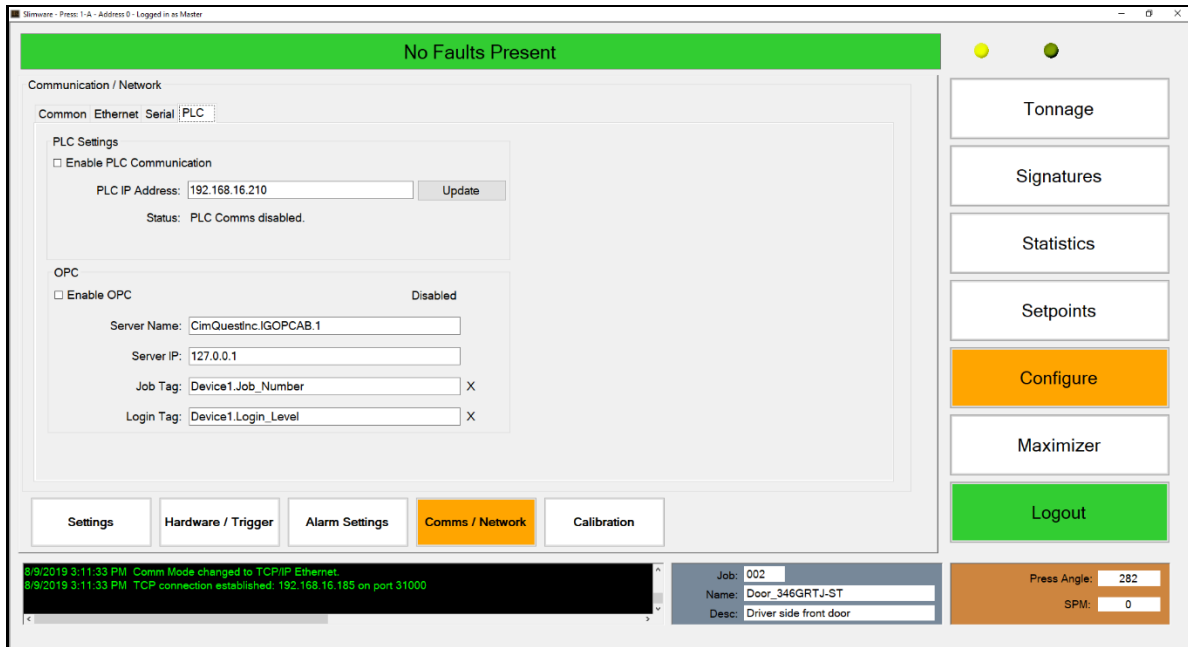 Slimware - Press: 1-A - Address 0 - Logged in as Master
No Faults Present
Communication / Network
Common Ethernet Serial PLC
PLC Settings
Enable PLC Communication
PLC IP Address: 192.168.16.210 Update
Status: PLC Comms disabled.
OPC
Enable OPC Disabled
Server Name: CimQuestInc.IGOPCAB.1
Server IP: 127.0.0.1
Job Tag: Device1.Job_Number X
Login Tag: Device1.Login_Level X
Settings Hardware / Trigger Alarm Settings Comms / Network Calibration
Tonnage
Signatures
Statistics
Setpoints
Configure
Maximizer
Logout
8/9/2019 3:11:33 PM Comm Mode changed to TCP/IP Ethernet.
8/9/2019 3:11:33 PM TCP connection established: 192.168.16.185 on port 31000
Job: 002
Name: Door_346GRTJ-ST
Desc: Driver side front door
Press Angle: 282
SPM: 0